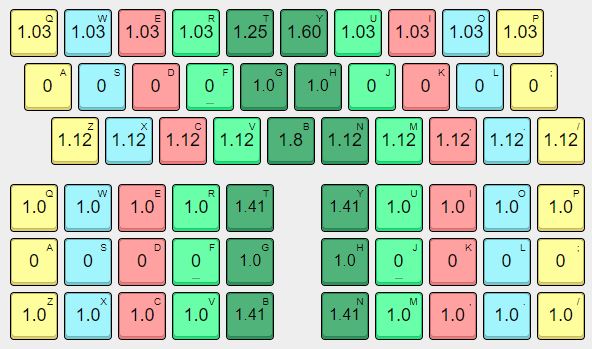 Q W E R T Y U I O P
1.03 1.03 1.03 1.03 1.25 1.60 1.03 1.03 1.03 1.03
A S D F G H J K L ;
0 0 0 0 1.0 1.0 0 0 0 0
_
Z X C V B N M , . /
1.12 1.12 1.12 1.12 1.8 1.12 1.12 1.12 1.12 1.12
Q W E R T Y U I O P
1.0 1.0 1.0 1.0 1.41 1.41 1.0 1.0 1.0 1.0
A S D F G H J K L ;
0 0 0 0 1.0 1.0 0 0 0 0
_ _
Z X C V B N M , . /
1.0 1.0 1.0 1.0 1.41 1.41 1.0 1.0 1.0 1.0